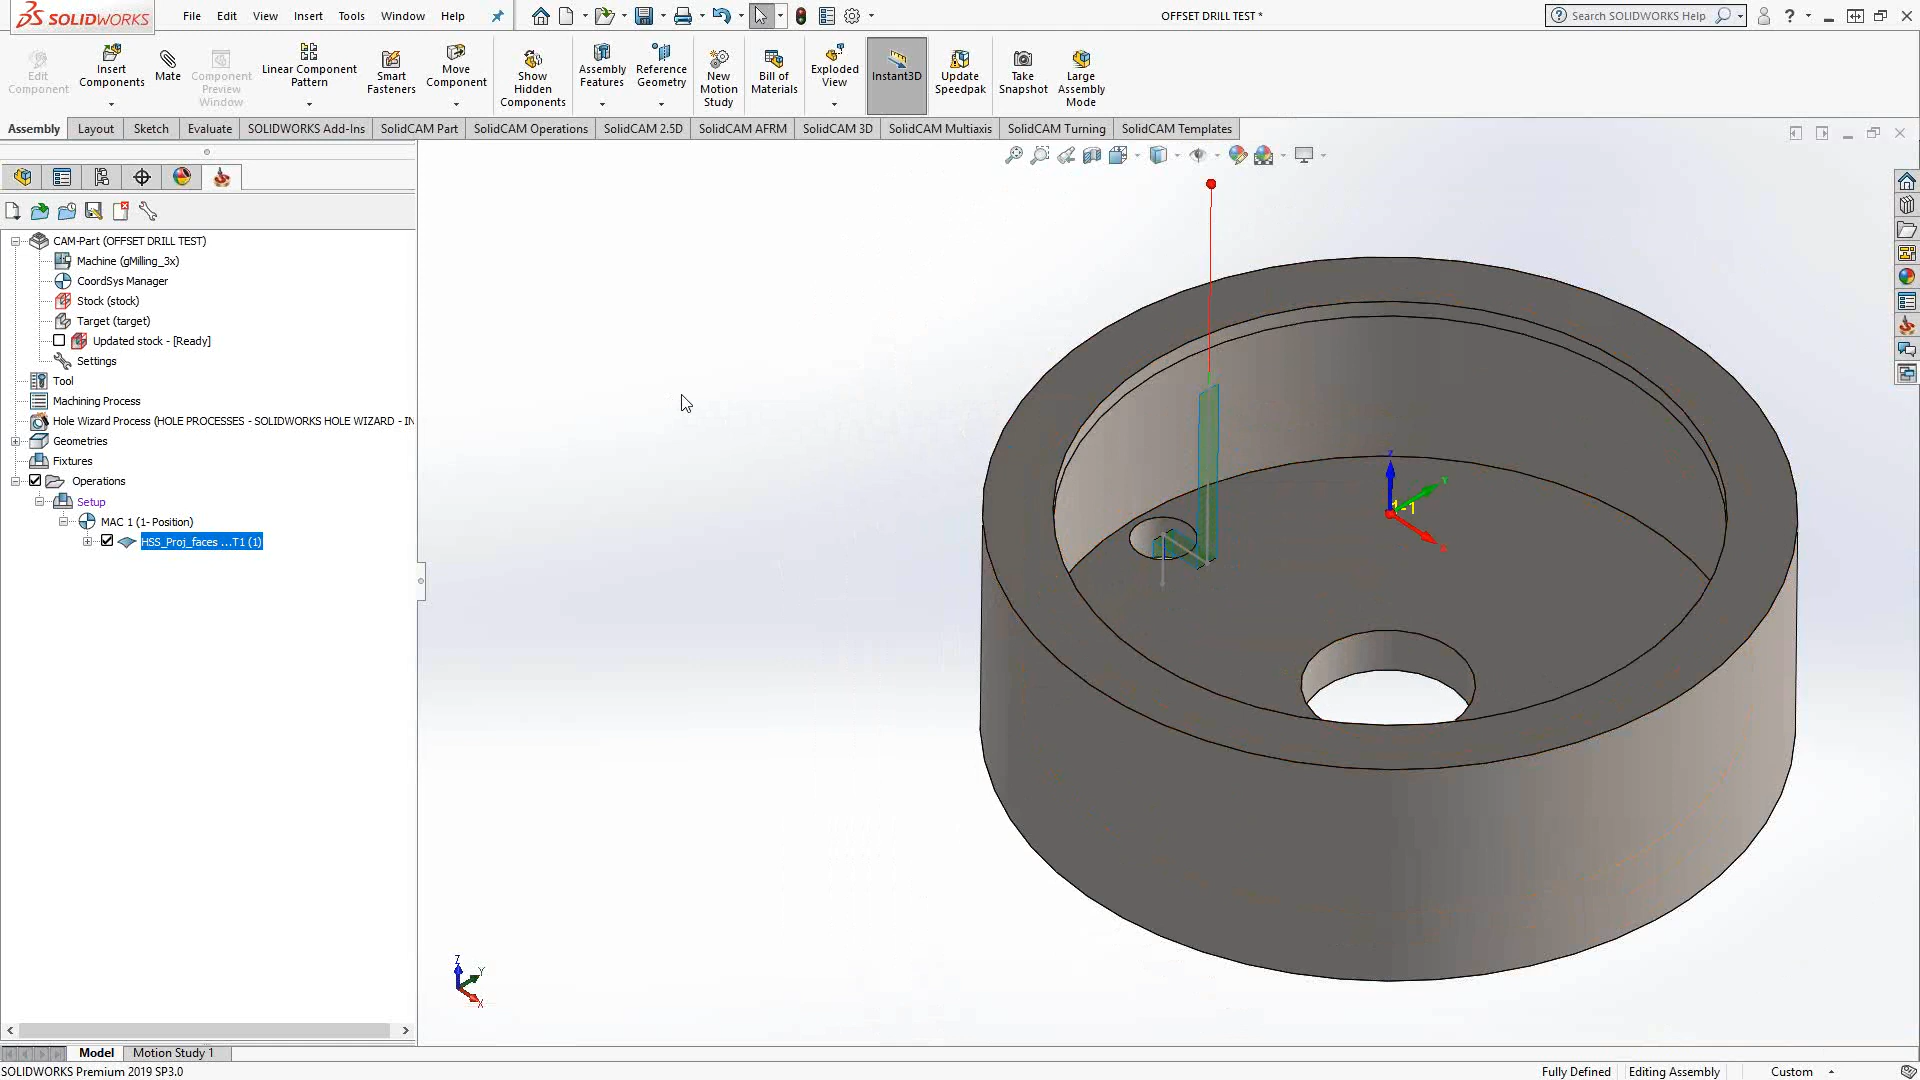 SOLIDWORKS File Edit View Insert Tools Window Help OFFSET DRILL TEST * Search SOLIDWORKS Help
Edit Component
Insert Components
Mate
Component Preview Window
Linear Component Pattern
Smart Fasteners
Move Component
Show Hidden Components
Assembly Features
Reference Geometry
New Motion Study
Bill of Materials
Exploded View
Instant3D
Update Speedpak
Take Snapshot
Large Assembly Mode
Assembly Layout Sketch Evaluate SOLIDWORKS Add-Ins SolidCAM Part SolidCAM Operations SolidCAM 2.5D SolidCAM AFRM SolidCAM 3D SolidCAM Multiaxis SolidCAM Turning SolidCAM Templates
CAM-Part (OFFSET DRILL TEST)
Machine (gMilling_3x)
CoordSys Manager
Stock (stock)
Target (target)
Updated stock - [Ready]
Settings
Tool
Machining Process
Hole Wizard Process (HOLE PROCESSES - SOLIDWORKS HOLE WIZARD - IN
Geometries
Fixtures
Operations
Setup
MAC 1 (1- Position)
HSS_Proj_faces ...T1 (1)
Z
Y
1-1
X
Z
Y
X
Model Motion Study 1
SOLIDWORKS Premium 2019 SP3.0 Fully Defined Editing Assembly Custom